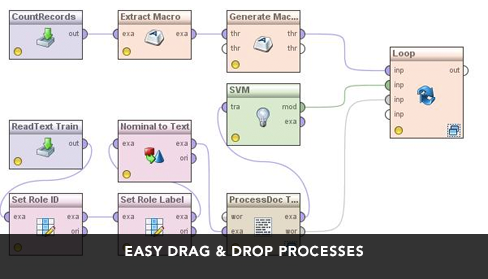 CountRecords
out
Extract Macro
exa
exa
Generate Mac...
thr
thr
thr
thr
Loop
inp
out
inp
inp
inp
SVM
tra
mod
exa
ReadText Train
out
Nominal to Text
exa
exa
ori
Set Role ID
exa
exa
ori
Set Role Label
exa
exa
ori
ProcessDoc T...
wor
exa
exa
wor
EASY DRAG & DROP PROCESSES